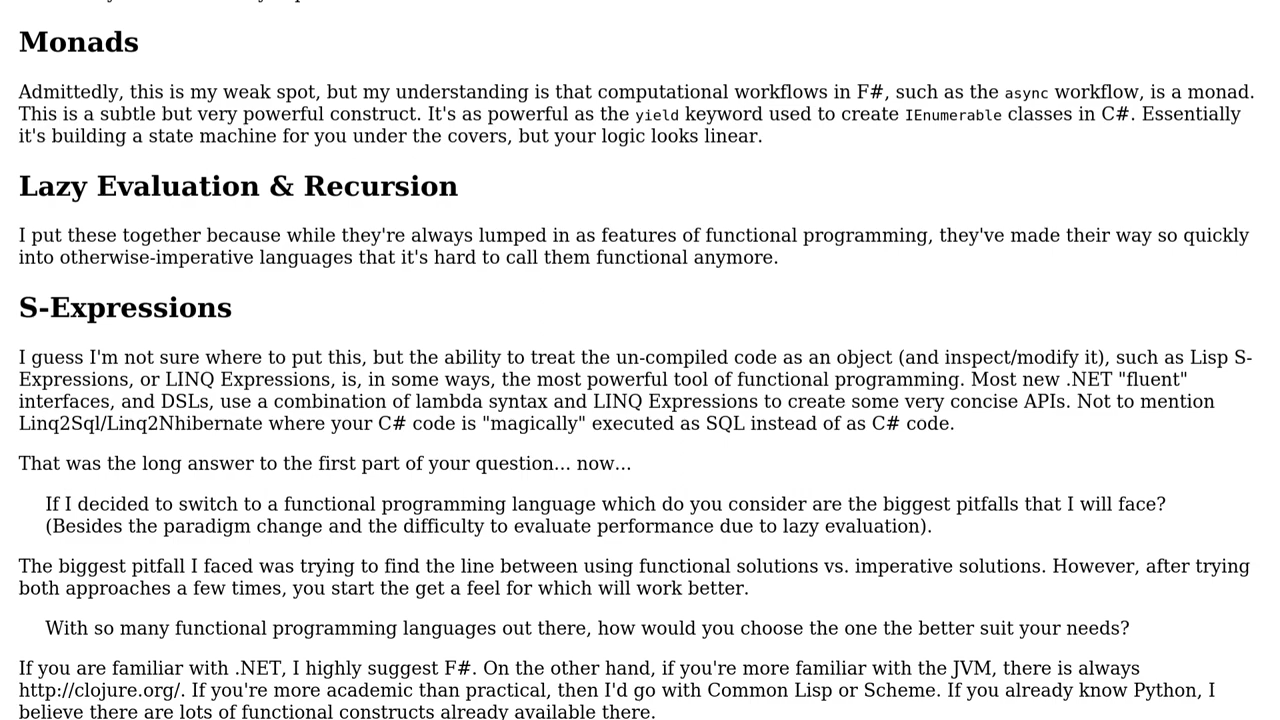 Monads
Admittedly, this is my weak spot, but my understanding is that computational workflows in F#, such as the async workflow, is a monad.
This is a subtle but very powerful construct. It's as powerful as the yield keyword used to create IEnumerable classes in C#. Essentially
it's building a state machine for you under the covers, but your logic looks linear.
Lazy Evaluation & Recursion
I put these together because while they're always lumped in as features of functional programming, they've made their way so quickly
into otherwise-imperative languages that it's hard to call them functional anymore.
S-Expressions
I guess I'm not sure where to put this, but the ability to treat the un-compiled code as an object (and inspect/modify it), such as Lisp S-
Expressions, or LINQ Expressions, is, in some ways, the most powerful tool of functional programming. Most new .NET "fluent"
interfaces, and DSLs, use a combination of lambda syntax and LINQ Expressions to create some very concise APIs. Not to mention
Linq2Sql/Linq2Nhibernate where your C# code is "magically" executed as SQL instead of as C# code.
That was the long answer to the first part of your question... now...
If I decided to switch to a functional programming language which do you consider are the biggest pitfalls that I will face?
(Besides the paradigm change and the difficulty to evaluate performance due to lazy evaluation).
The biggest pitfall I faced was trying to find the line between using functional solutions vs. imperative solutions. However, after trying
both approaches a few times, you start the get a feel for which will work better.
With so many functional programming languages out there, how would you choose the one the better suit your needs?
If you are familiar with .NET, I highly suggest F#. On the other hand, if you're more familiar with the JVM, there is always
http://clojure.org/. If you're more academic than practical, then I'd go with Common Lisp or Scheme. If you already know Python, I
believe there are lots of functional constructs already available there.